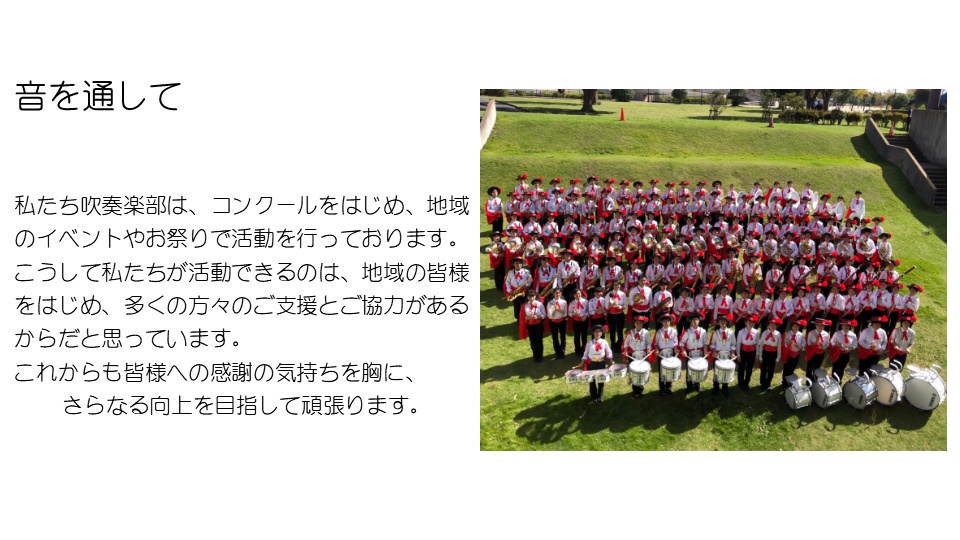 音を通して
私たち吹奏楽部は、コンクールをはじめ、地域
のイベントやお祭りで活動を行っております。
こうして私たちが活動できるのは、地域の皆様
をはじめ、多くの方々のご支援とご協力がある
からだと思っています。
これからも皆様への感謝の気持ちを胸に、
さらなる向上を目指して頑張ります。